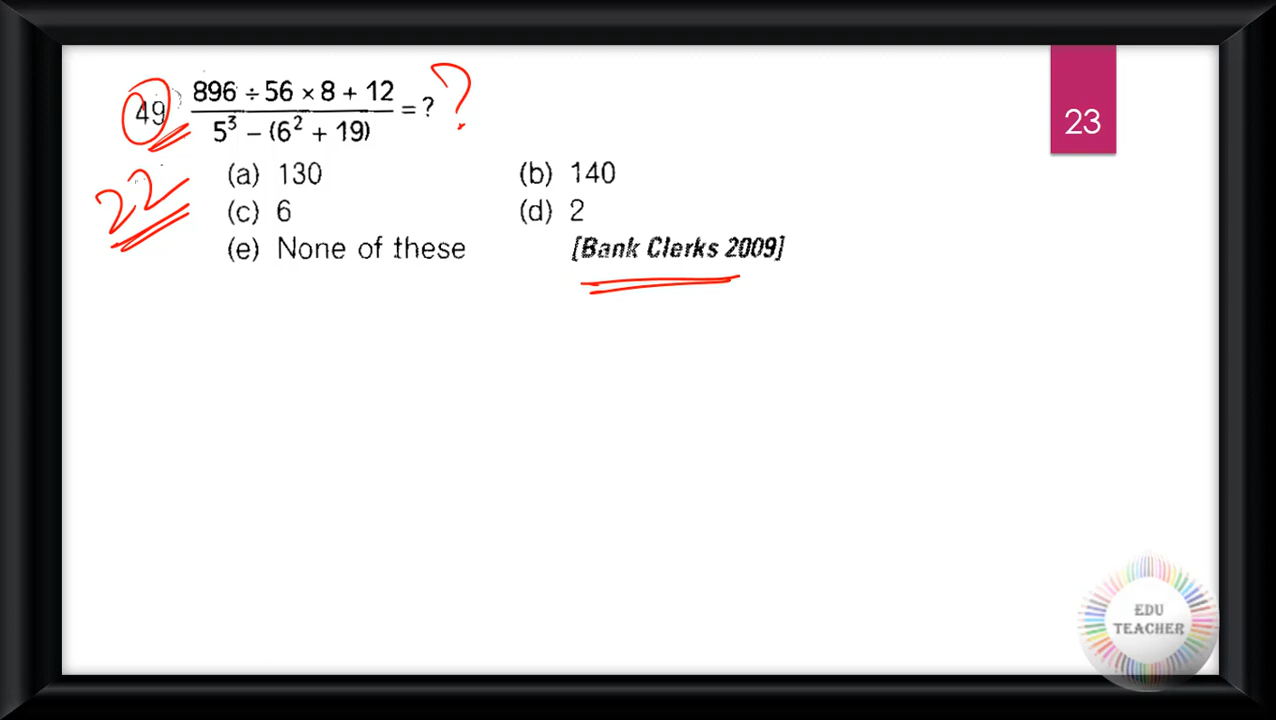 23
49 896 ÷ 56 × 8 + 12 / 5³ − (6² + 19) = ? ?
22
(a) 130 (b) 140
(c) 6 (d) 2
(e) None of these [Bank Clerks 2009]
EDU
TEACHER